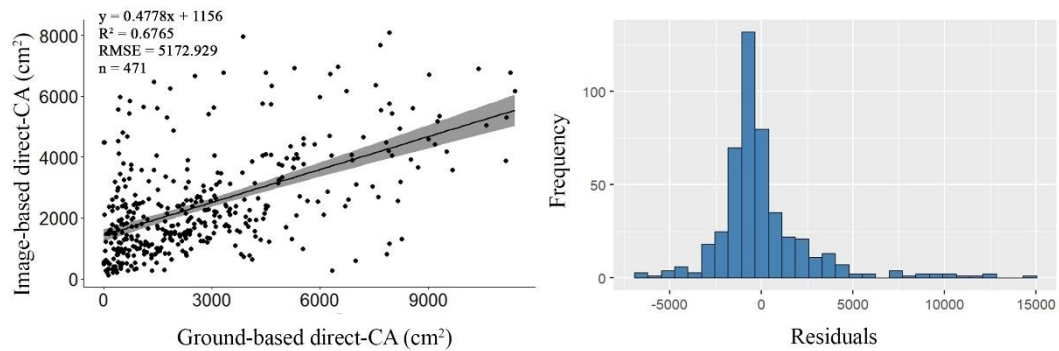 y = 0.4778x + 1156
R² = 0.6765
RMSE = 5172.929
n = 471
8000
6000
4000
2000
0
Image-based direct-CA (cm²)
0 3000 6000 9000
Ground-based direct-CA (cm²)
100
50
0
Frequency
-5000 0 5000 10000 15000
Residuals